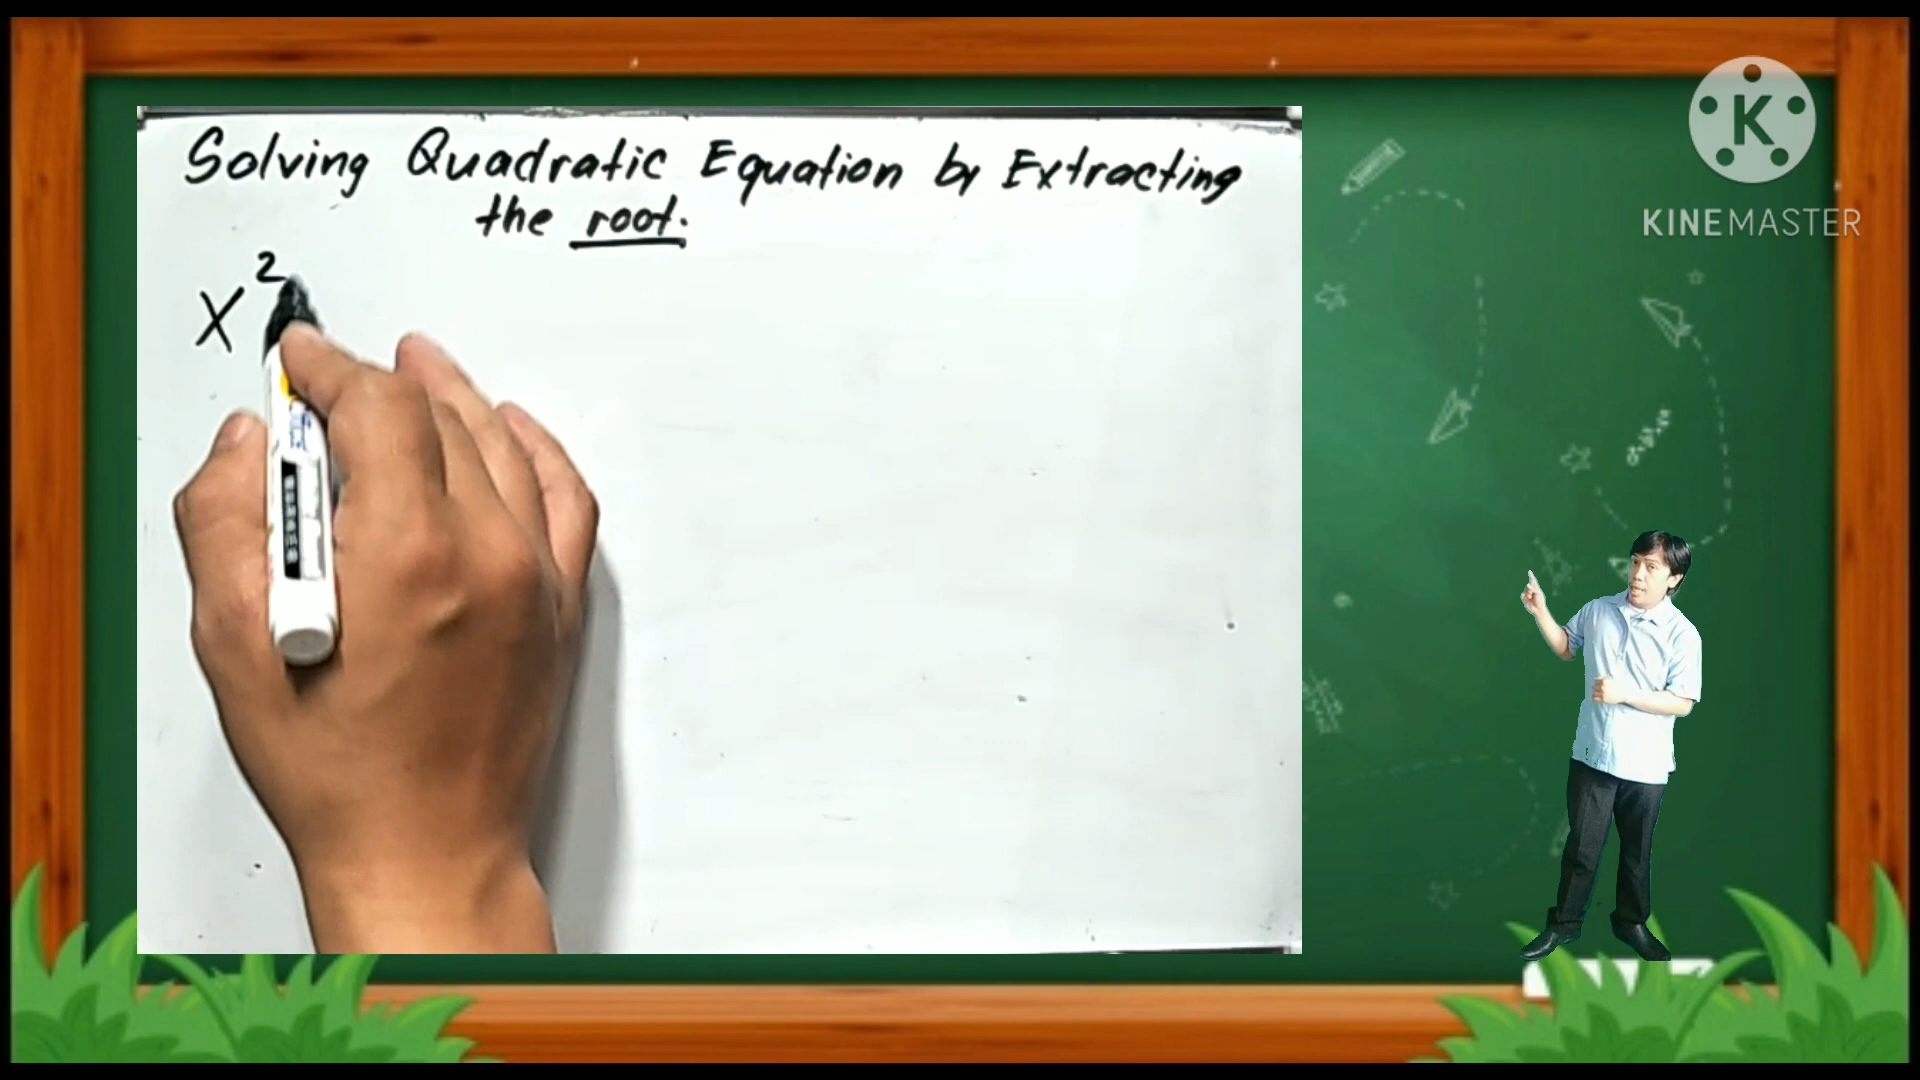 Solving Quadratic Equation by Extracting
the root.
x²
KINEMASTER